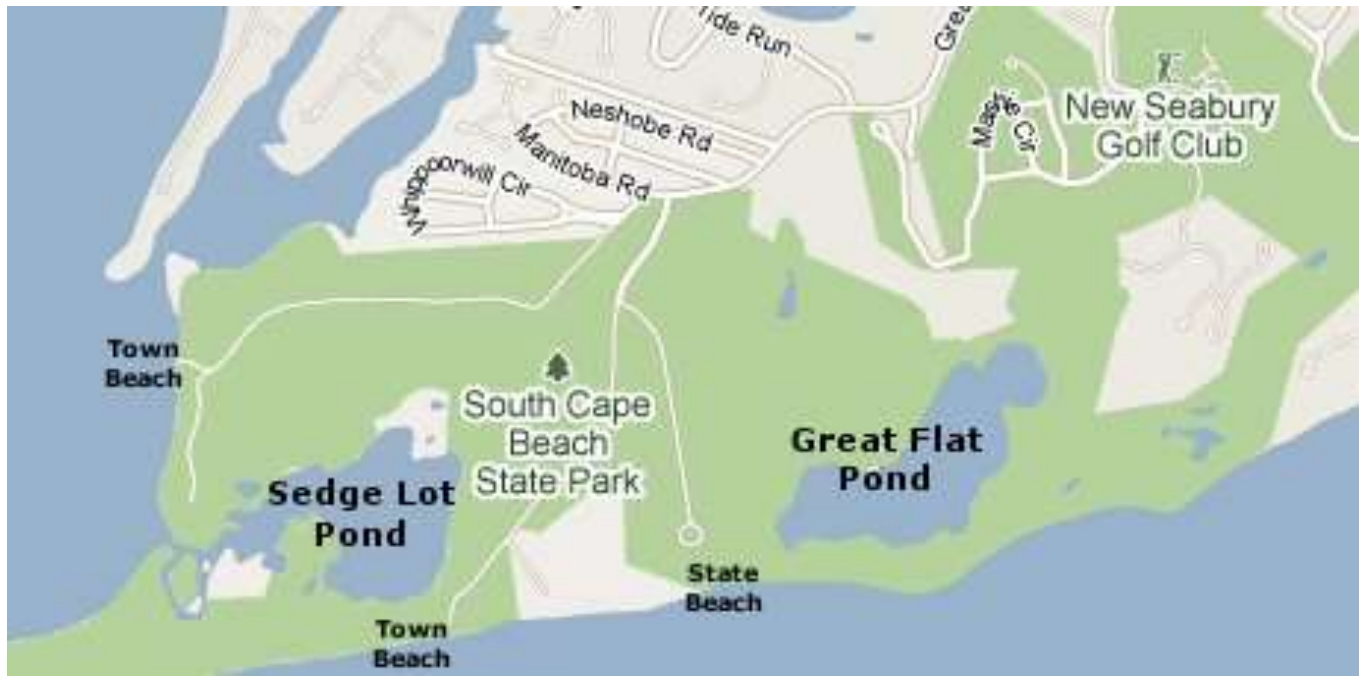 Tide Run
Grea
Neshobe Rd
Manitoba Rd
Whippoorwill Cir
New Seabury
Golf Club
Town
Beach
South Cape
Beach
State Park
Great Flat
Pond
Sedge Lot
Pond
State
Beach
Town
Beach